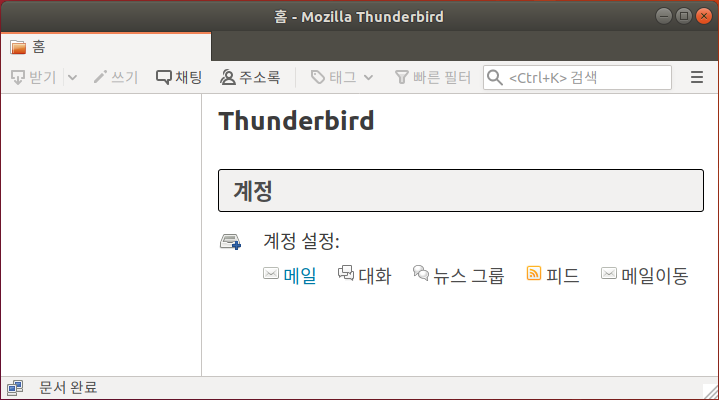 홈 - Mozilla Thunderbird
홈
받기 쓰기 채팅 주소록 태그 빠른 필터 <Ctrl+K> 검색
Thunderbird
계정
계정 설정:
메일 대화 뉴스 그룹 피드 메일이동
문서 완료